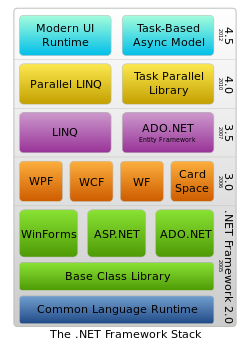 Modern UI
Runtime
Task-Based
Async Model
4.5
2012
Parallel LINQ
Task Parallel
Library
4.0
2010
LINQ
ADO.NET
Entity Framework
3.5
2007
WPF
WCF
WF
Card
Space
3.0
2006
WinForms
ASP.NET
ADO.NET
Base Class Library
Common Language Runtime
.NET Framework 2.0
2005
The .NET Framework Stack